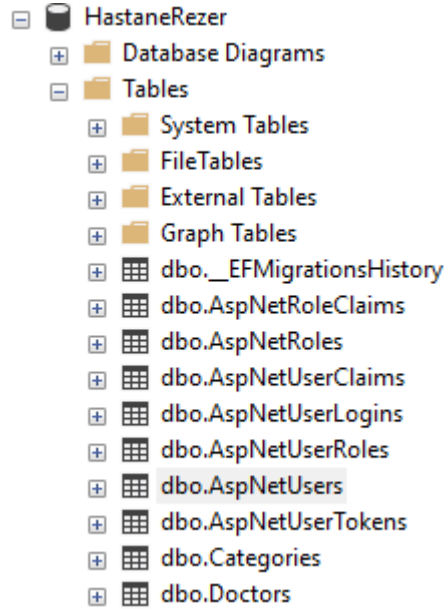 HastaneRezer
Database Diagrams
Tables
System Tables
FileTables
External Tables
Graph Tables
dbo.__EFMigrationsHistory
dbo.AspNetRoleClaims
dbo.AspNetRoles
dbo.AspNetUserClaims
dbo.AspNetUserLogins
dbo.AspNetUserRoles
dbo.AspNetUsers
dbo.AspNetUserTokens
dbo.Categories
dbo.Doctors